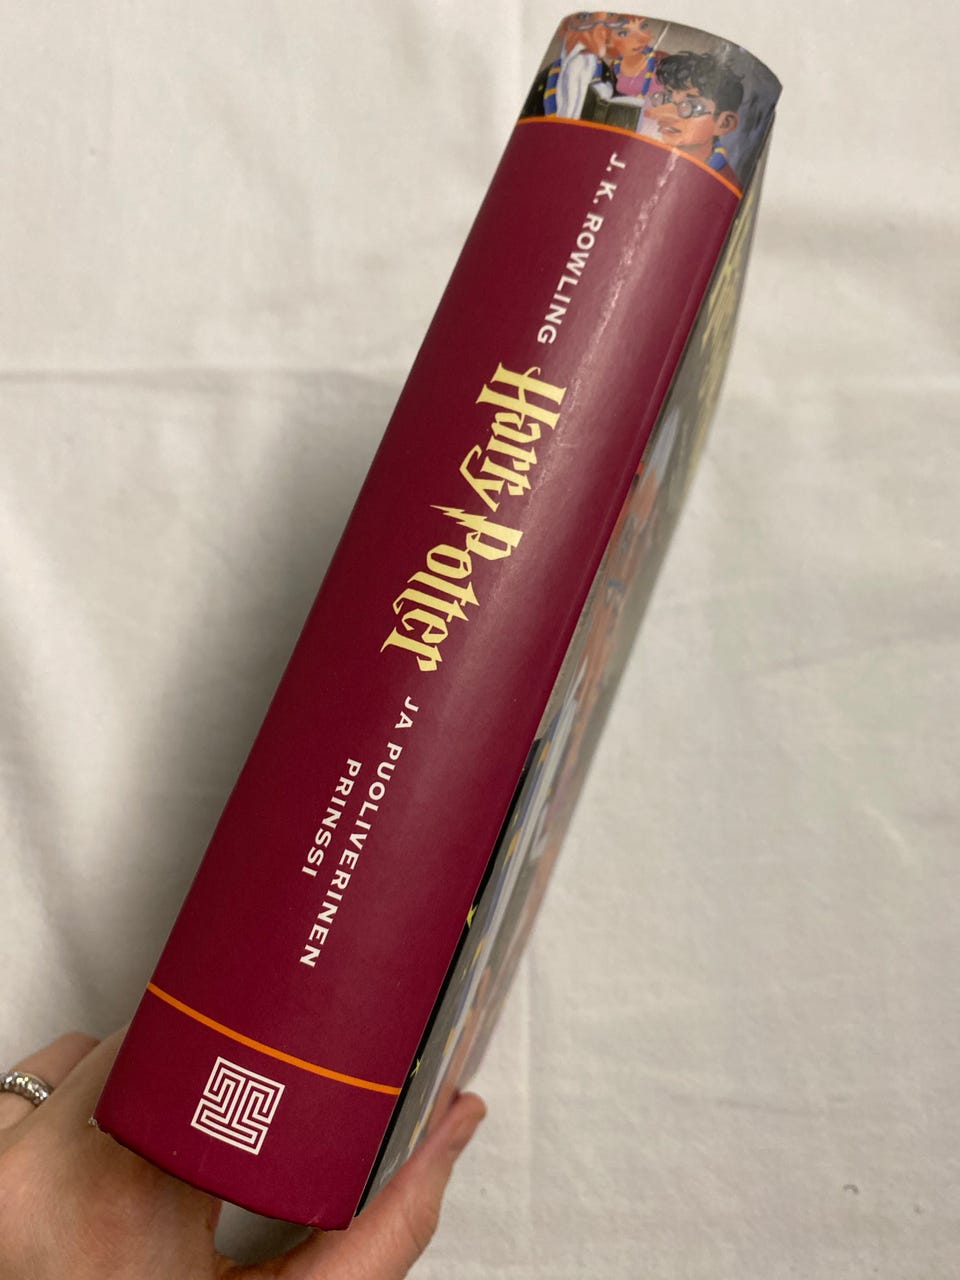 J. K. ROWLING
Harry Potter
JA PUOLIVERINEN
PRINSSI